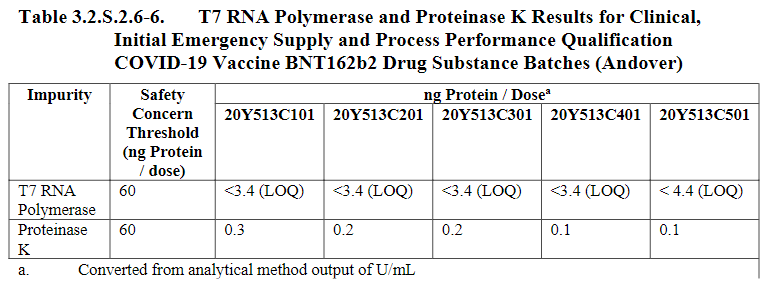 Table 3.2.S.2.6-6. T7 RNA Polymerase and Proteinase K Results for Clinical,
Initial Emergency Supply and Process Performance Qualification
COVID-19 Vaccine BNT162b2 Drug Substance Batches (Andover)
Impurity Safety Concern Threshold (ng Protein / dose) ng Protein / Doseᵃ
20Y513C101 20Y513C201 20Y513C301 20Y513C401 20Y513C501
T7 RNA Polymerase 60 <3.4 (LOQ) <3.4 (LOQ) <3.4 (LOQ) <3.4 (LOQ) < 4.4 (LOQ)
Proteinase K 60 0.3 0.2 0.2 0.1 0.1
a. Converted from analytical method output of U/mL